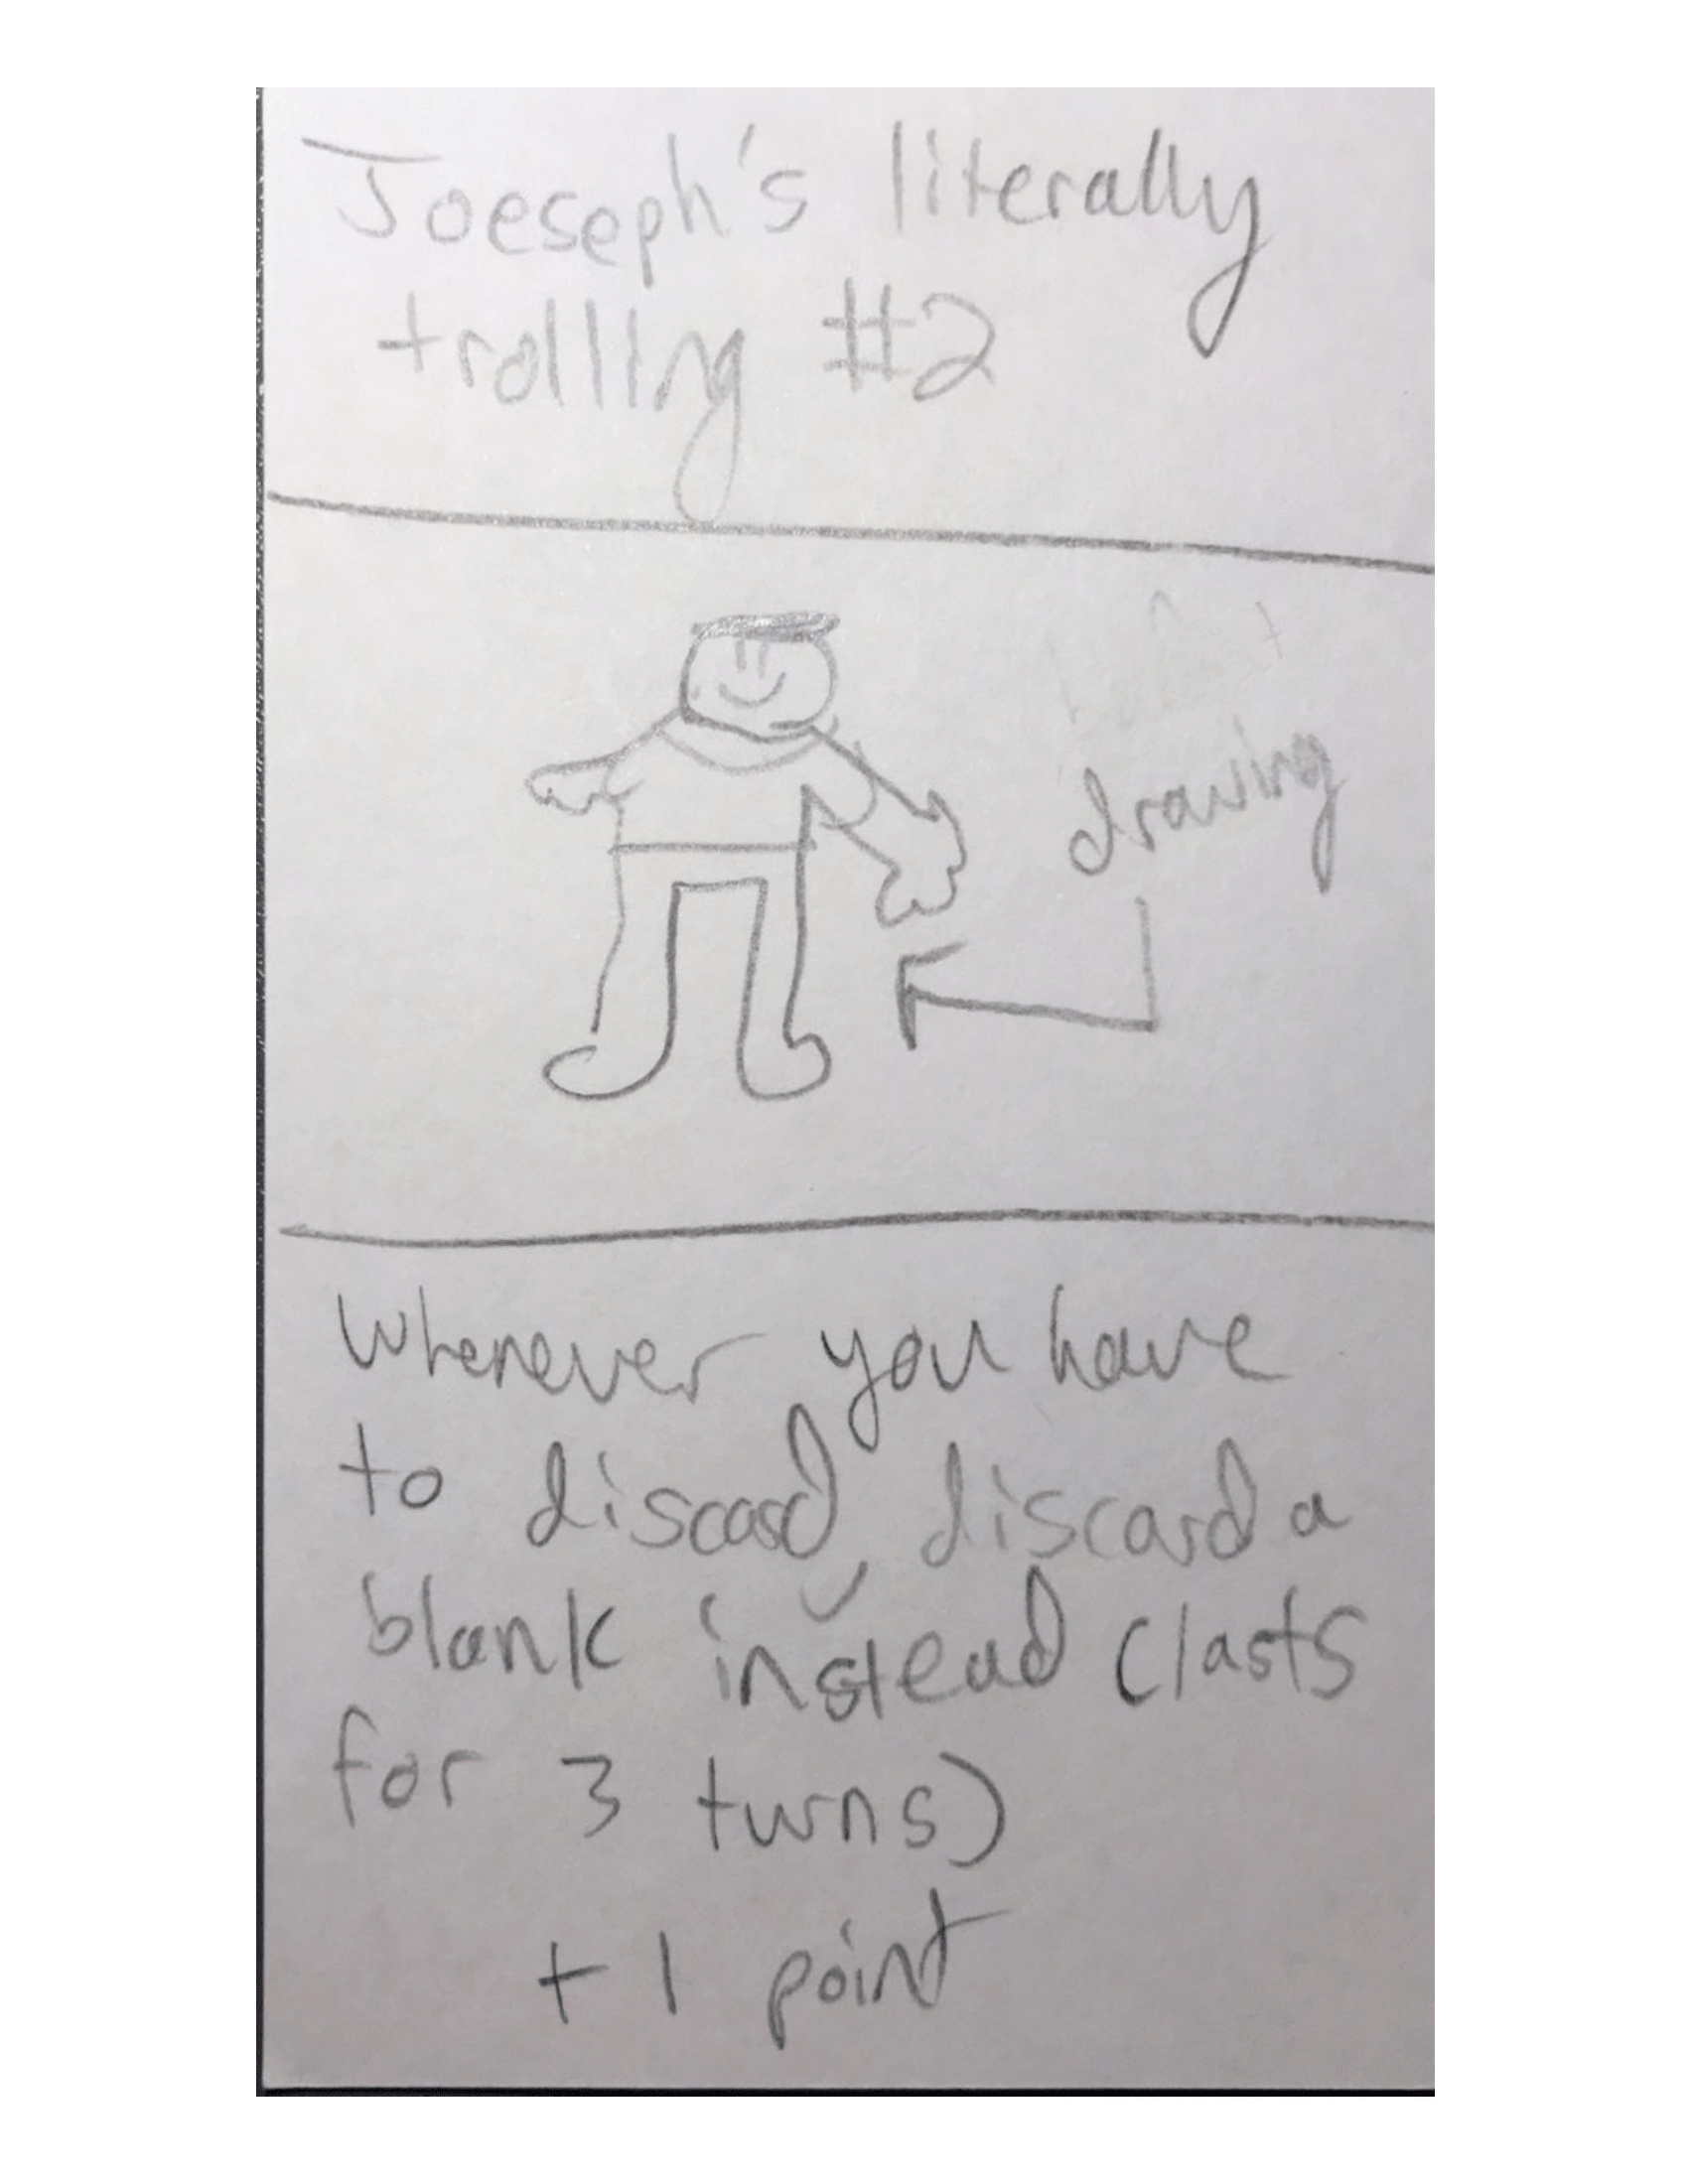 Joeseph's literally
trolling #2
drawing
Whenever you have
to discard, discard a
blank instead (lasts
for 3 turns)
+1 point